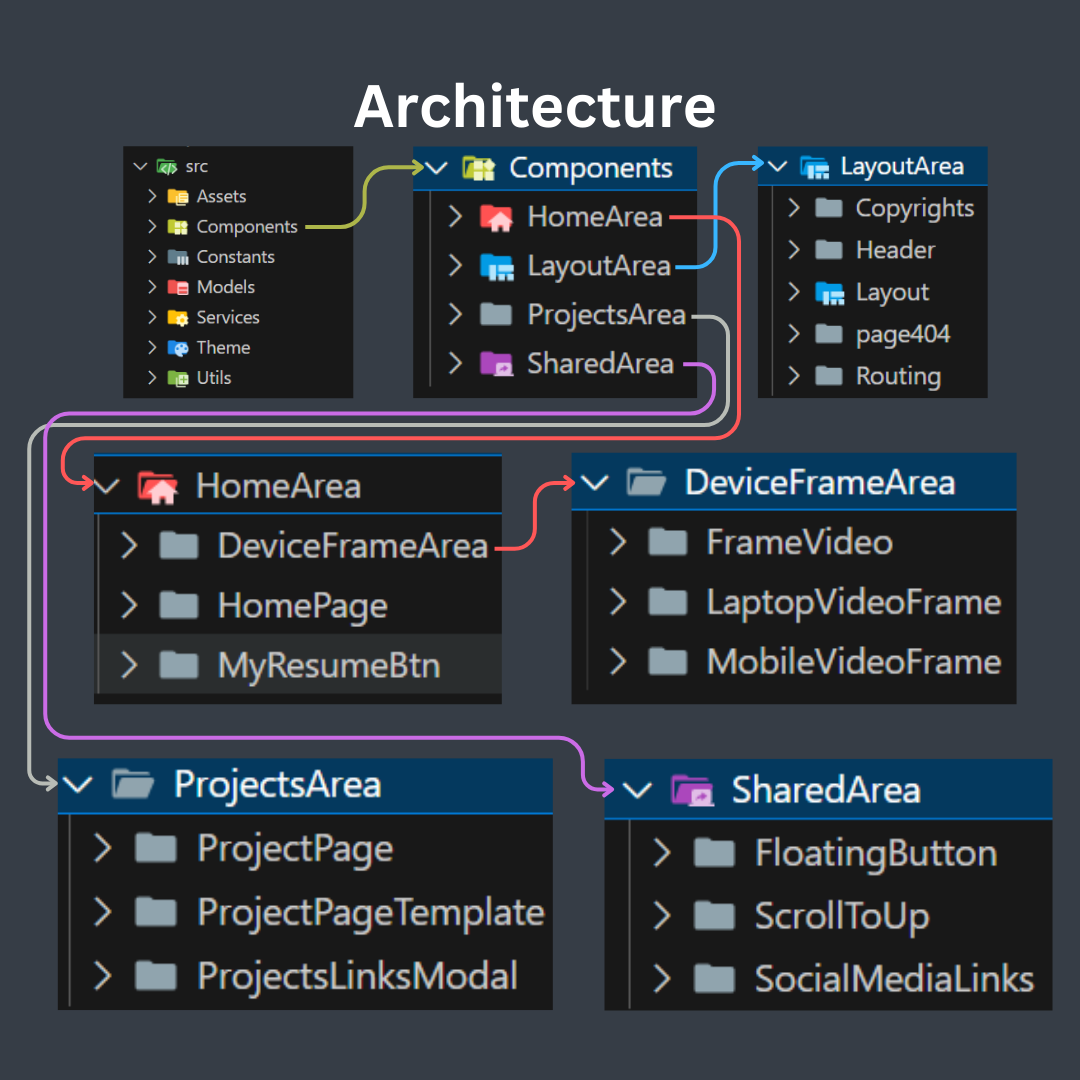 Architecture
src
Assets
Components
Constants
Models
Services
Theme
Utils
Components
HomeArea
LayoutArea
ProjectsArea
SharedArea
LayoutArea
Copyrights
Header
Layout
page404
Routing
HomeArea
DeviceFrameArea
HomePage
MyResumeBtn
DeviceFrameArea
FrameVideo
LaptopVideoFrame
MobileVideoFrame
ProjectsArea
ProjectPage
ProjectPageTemplate
ProjectsLinksModal
SharedArea
FloatingButton
ScrollToUp
SocialMediaLinks